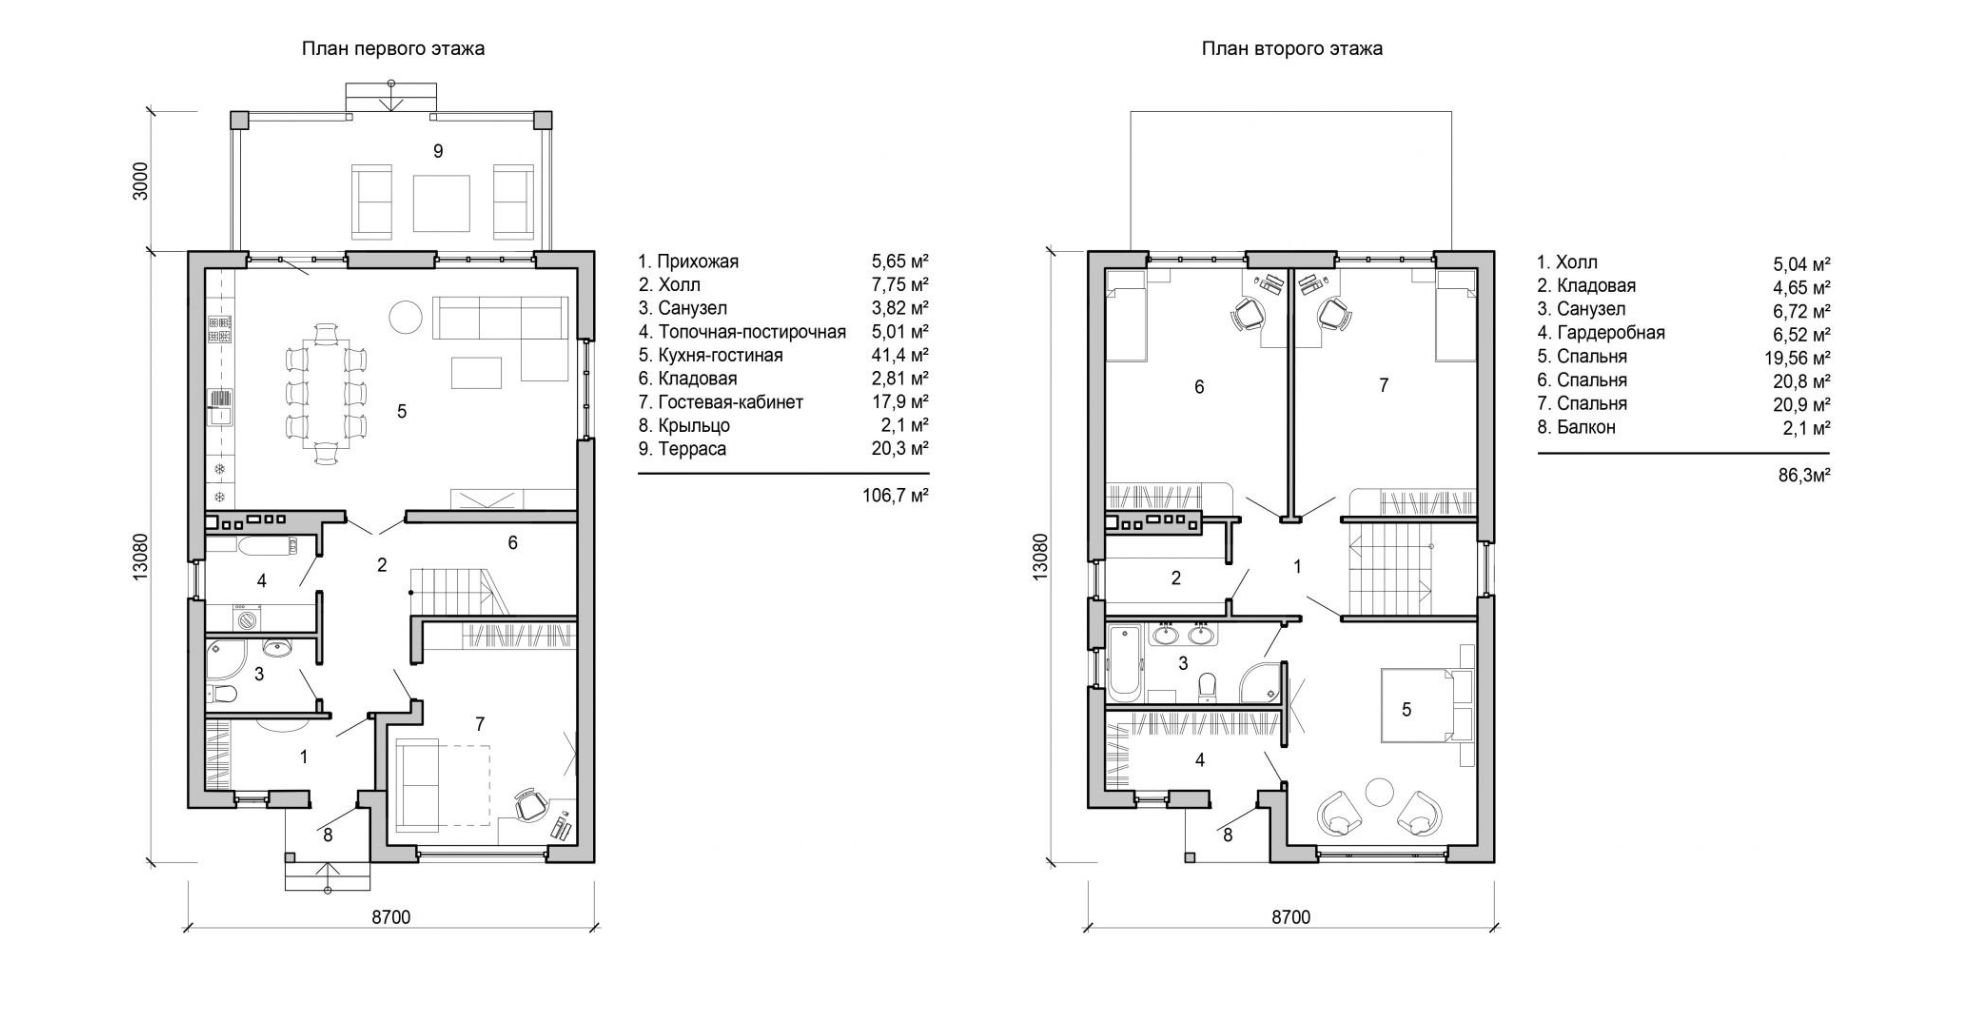 План первого этажа
План второго этажа
9
3000
1. Прихожая 5,65 м²
2. Холл 7,75 м²
3. Санузел 3,82 м²
4. Топочная-постирочная 5,01 м²
5. Кухня-гостиная 41,4 м²
6. Кладовая 2,81 м²
7. Гостевая-кабинет 17,9 м²
8. Крыльцо 2,1 м²
9. Терраса 20,3 м²
106,7 м²
5
6
2
4
3
7
1
8
13080
8700
1. Холл 5,04 м²
2. Кладовая 4,65 м²
3. Санузел 6,72 м²
4. Гардеробная 6,52 м²
5. Спальня 19,56 м²
6. Спальня 20,8 м²
7. Спальня 20,9 м²
8. Балкон 2,1 м²
86,3м²
6
7
2
1
3
5
4
8
13080
8700